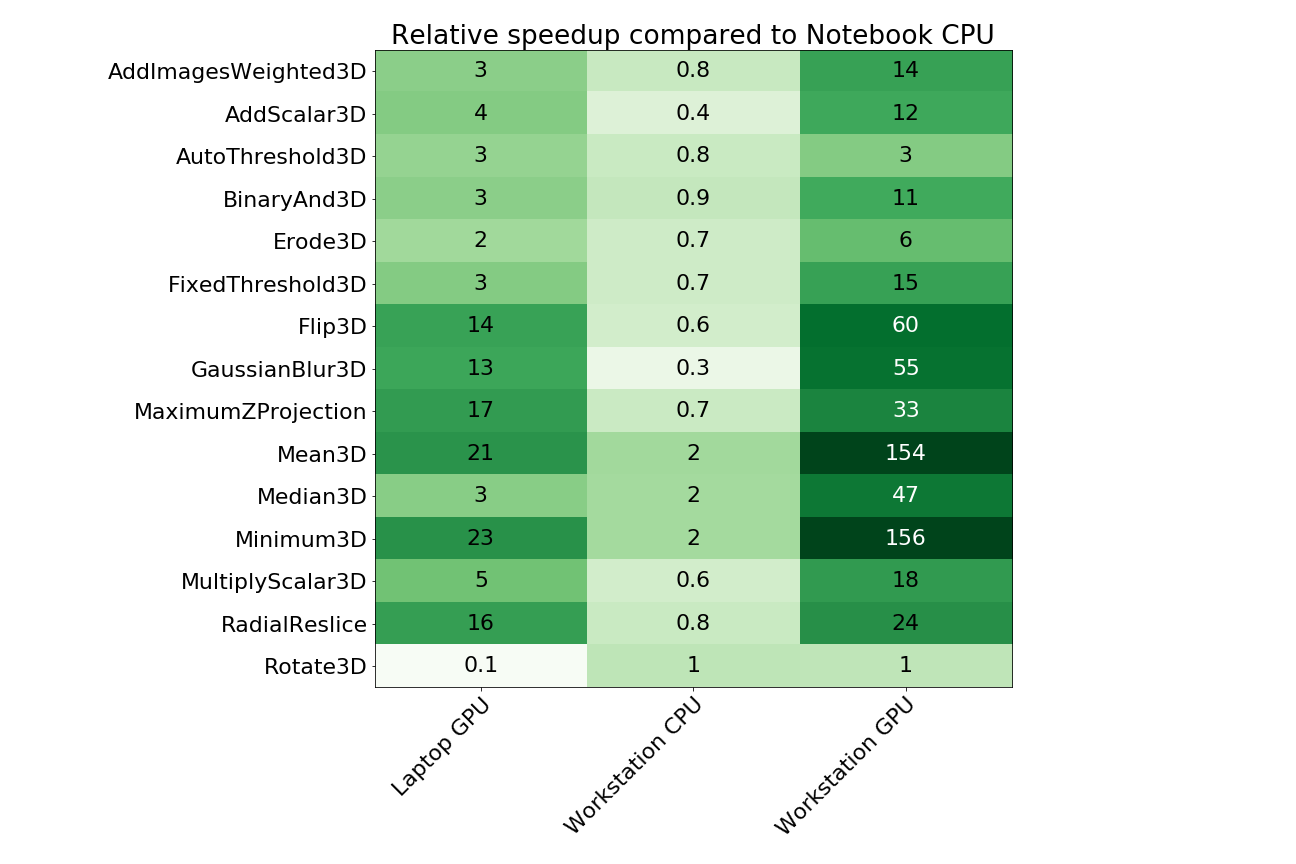 Relative speedup compared to Notebook CPU
AddImagesWeighted3D 3 0.8 14
AddScalar3D 4 0.4 12
AutoThreshold3D 3 0.8 3
BinaryAnd3D 3 0.9 11
Erode3D 2 0.7 6
FixedThreshold3D 3 0.7 15
Flip3D 14 0.6 60
GaussianBlur3D 13 0.3 55
MaximumZProjection 17 0.7 33
Mean3D 21 2 154
Median3D 3 2 47
Minimum3D 23 2 156
MultiplyScalar3D 5 0.6 18
RadialReslice 16 0.8 24
Rotate3D 0.1 1 1
Laptop GPU
Workstation CPU
Workstation GPU